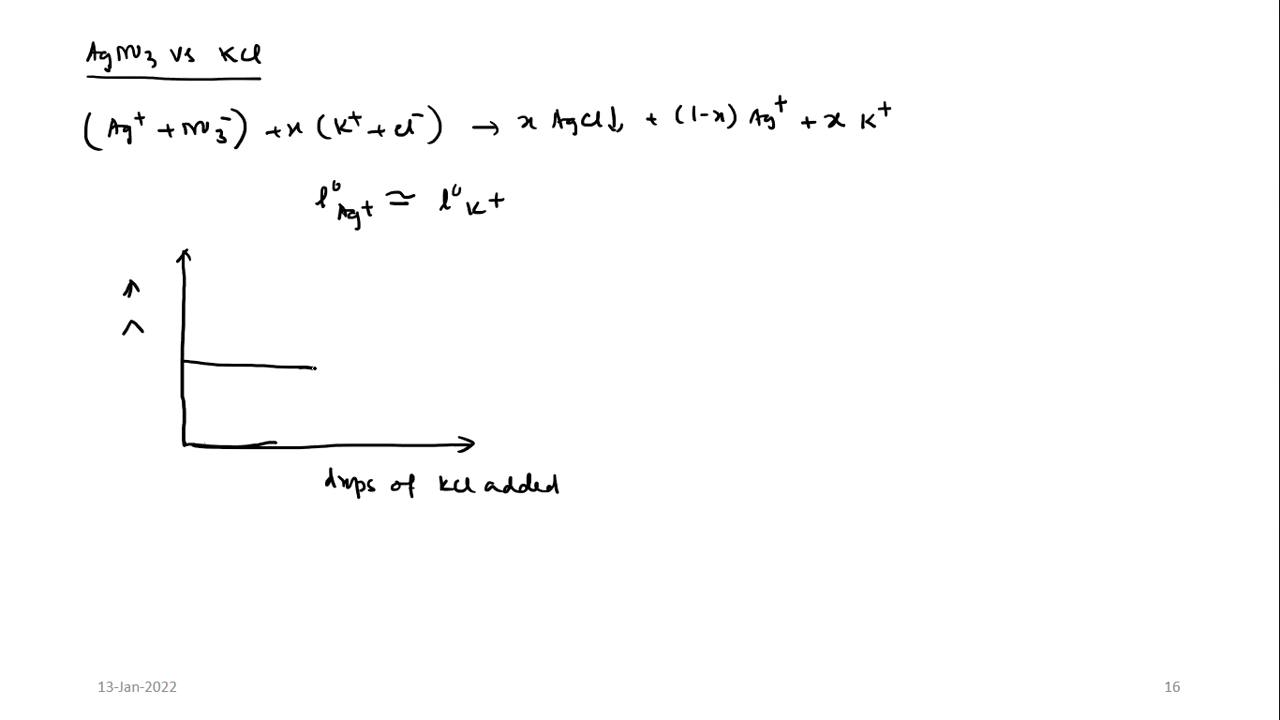 AgNO3 vs KCl
(Ag+ + NO3-) + x (K+ + Cl-) → x AgCl↓ + (1-x) Ag+ + x K+
l0Ag+ ≃ l0K+
↑
Λ
drops of KCl added
13-Jan-2022
16